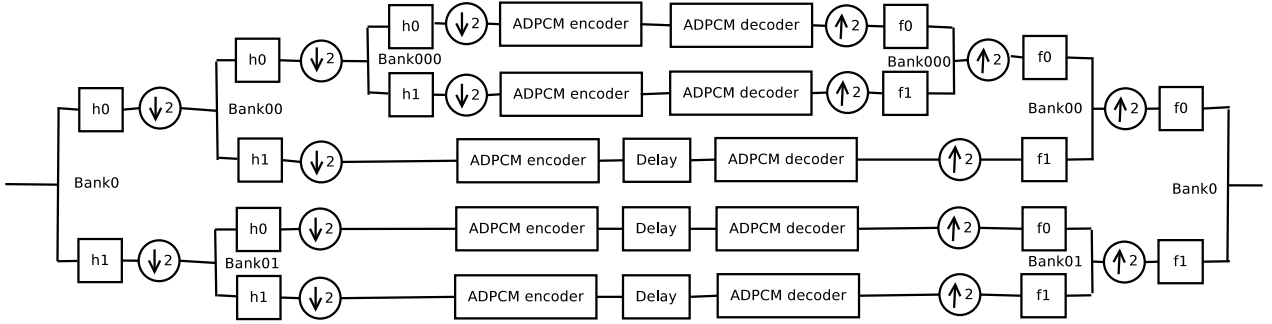 h0 2 ADPCM encoder ADPCM decoder 2 f0
h0 2 Bank000 Bank000 2 f0
h1 2 ADPCM encoder ADPCM decoder 2 f1
h0 2 Bank00 Bank00 2 f0
h1 2 ADPCM encoder Delay ADPCM decoder 2 f1
Bank0 Bank0
h0 2 ADPCM encoder Delay ADPCM decoder 2 f0
h1 2 Bank01 Bank01 2 f1
h1 2 ADPCM encoder Delay ADPCM decoder 2 f1